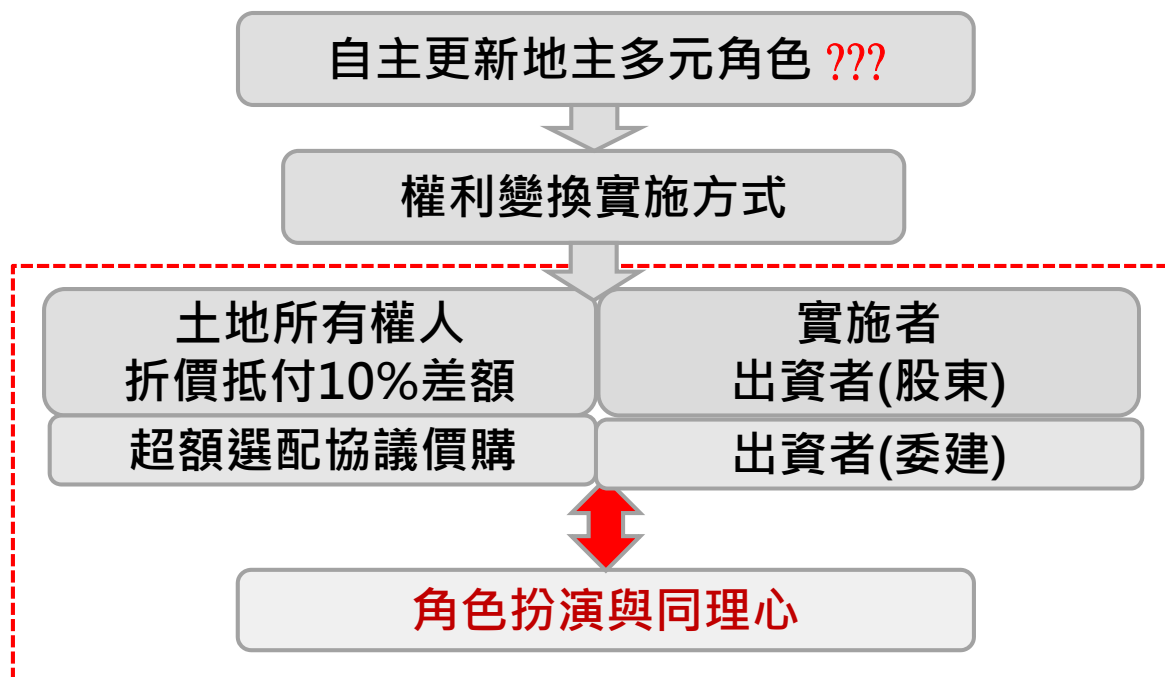 自主更新地主多元角色 ???
權利變換實施方式
土地所有權人
折價抵付10%差額
實施者
出資者(股東)
超額選配協議價購
出資者(委建)
角色扮演與同理心